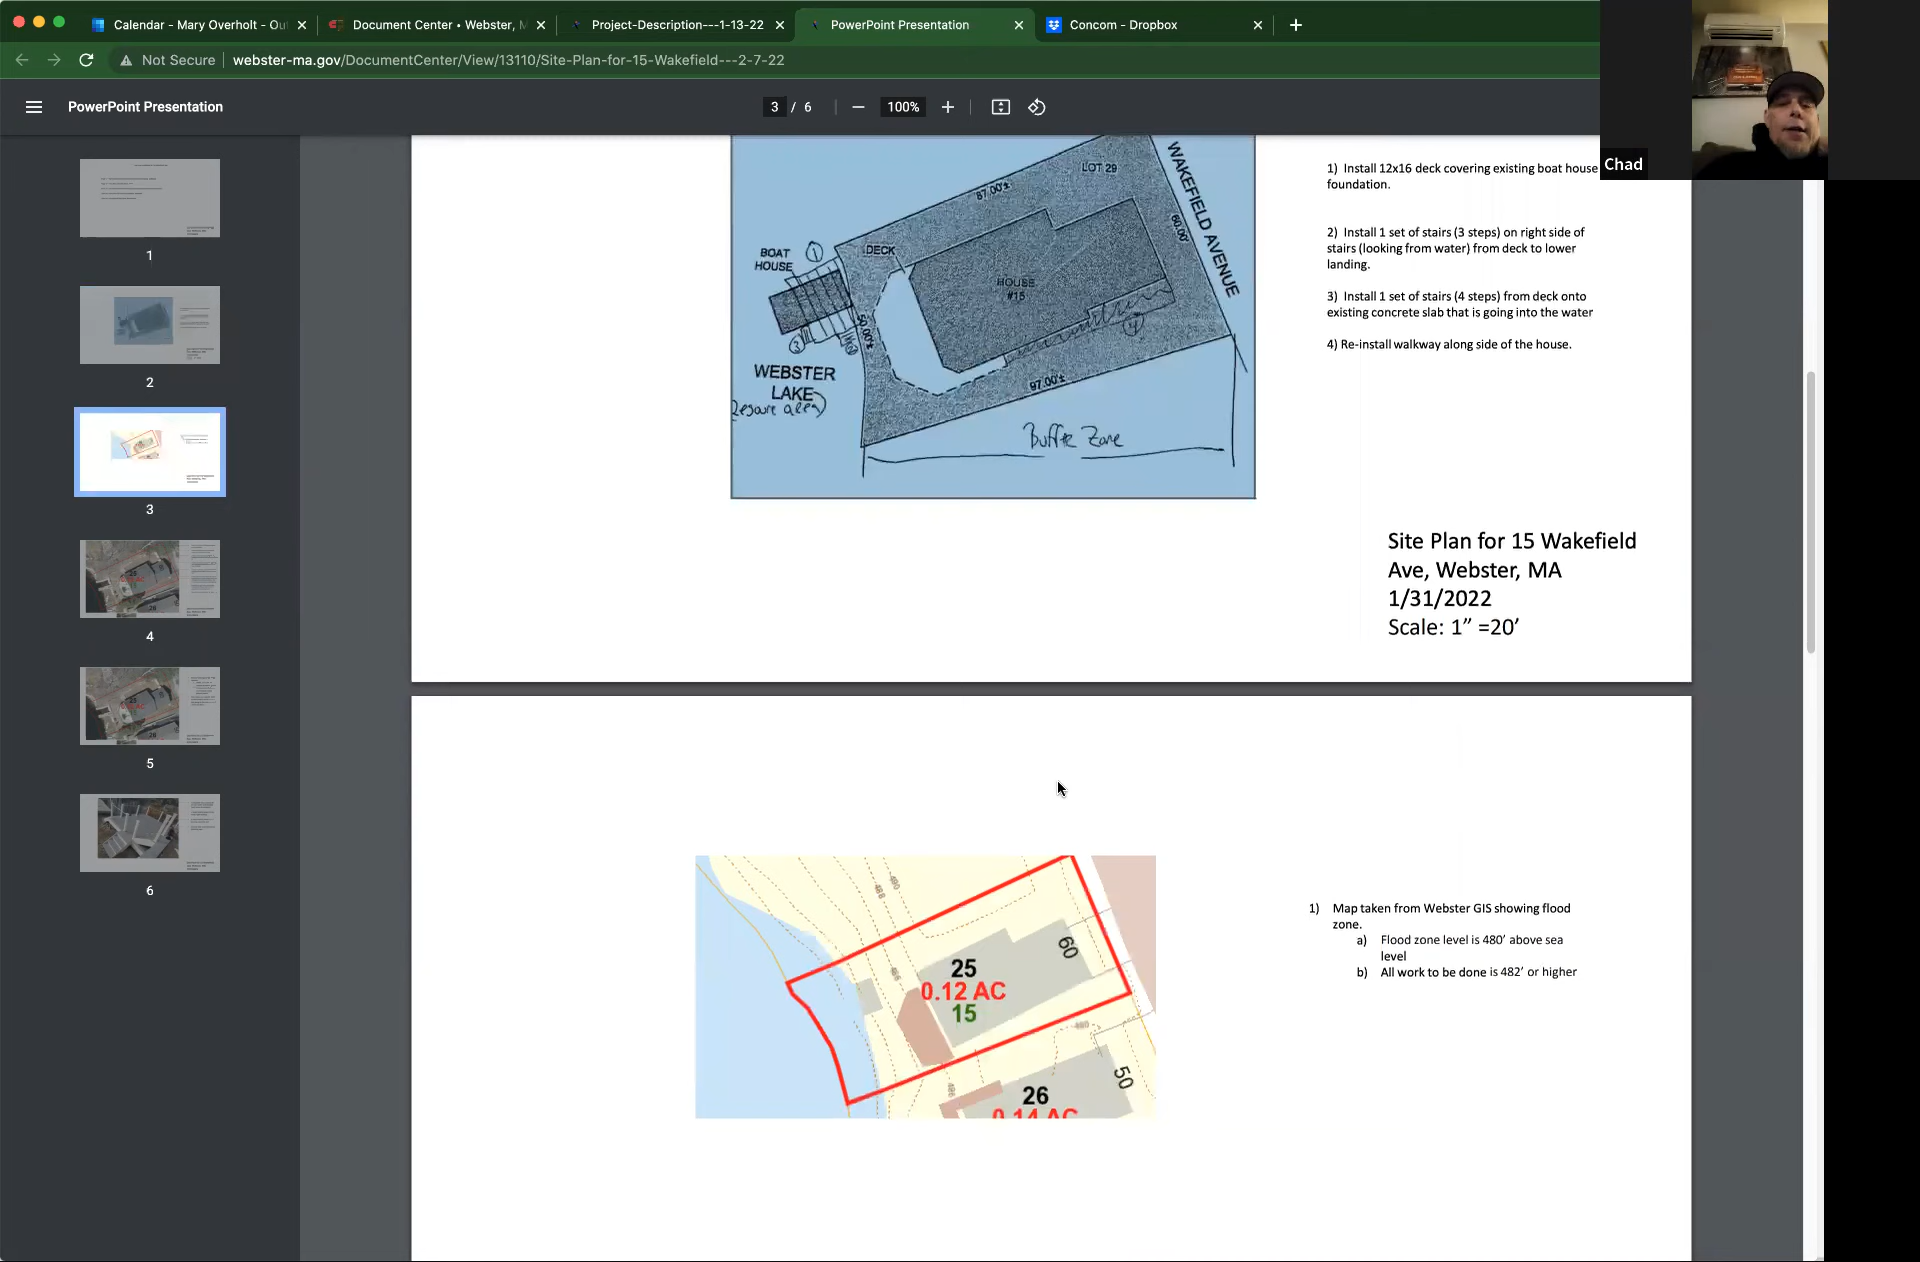 Calendar - Mary Overholt - Ou
Document Center • Webster, M
Project-Description---1-13-22
PowerPoint Presentation
Concom - Dropbox
Not Secure
webster-ma.gov/DocumentCenter/View/13110/Site-Plan-for-15-Wakefield---2-7-22
PowerPoint Presentation
3 / 6
100%
Chad
1
2
3
4
5
6
LOT 29
87.00'±
WAKEFIELD AVENUE
60.00'
BOAT
HOUSE
1
DECK
HOUSE
#15
50.00'±
3
4
WEBSTER
LAKE
97.00'±
Buffer Zone
1) Install 12x16 deck covering existing boat house
foundation.
2) Install 1 set of stairs (3 steps) on right side of
stairs (looking from water) from deck to lower
landing.
3) Install 1 set of stairs (4 steps) from deck onto
existing concrete slab that is going into the water
4) Re-install walkway along side of the house.
Site Plan for 15 Wakefield
Ave, Webster, MA
1/31/2022
Scale: 1” =20’
25
0.12 AC
15
60
26
0.14 AC
50
1) Map taken from Webster GIS showing flood
zone.
a) Flood zone level is 480’ above sea
level
b) All work to be done is 482’ or higher